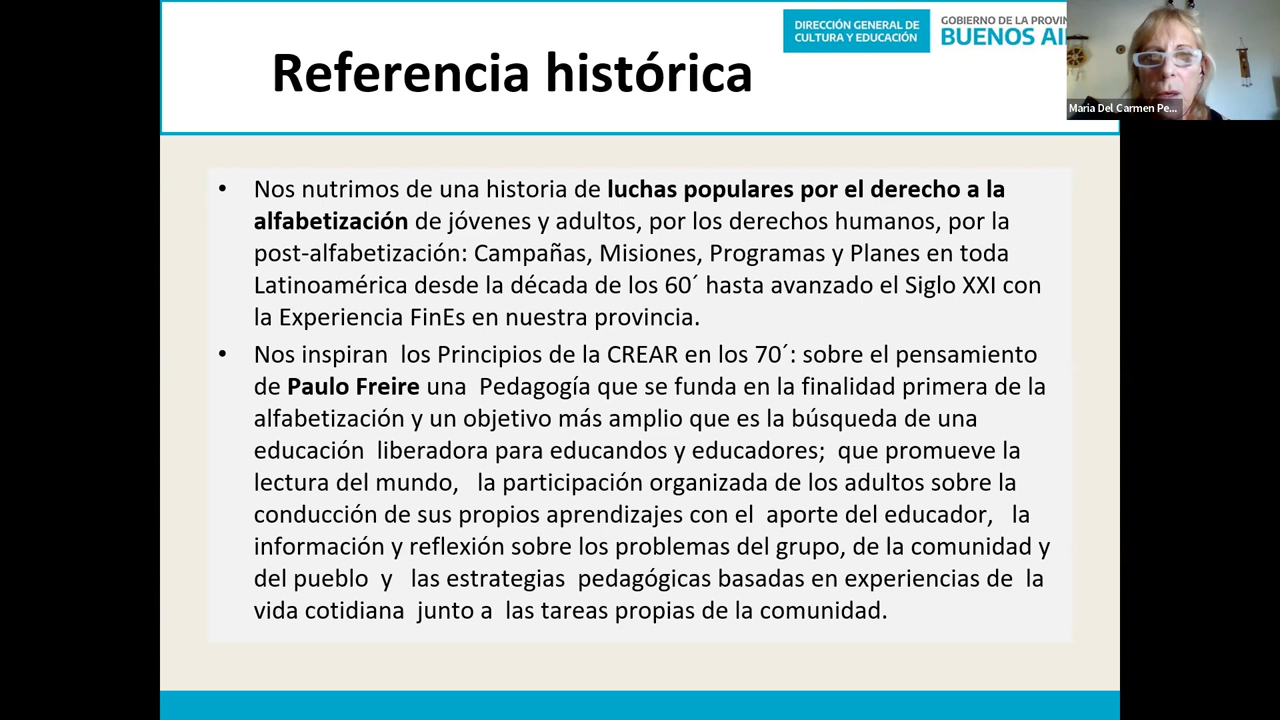 DIRECCIÓN GENERAL DE
CULTURA Y EDUCACIÓN
GOBIERNO DE LA PROVIN
BUENOS AI
Referencia histórica
Maria Del Carmen Pe...
• Nos nutrimos de una historia de luchas populares por el derecho a la
alfabetización de jóvenes y adultos, por los derechos humanos, por la
post-alfabetización: Campañas, Misiones, Programas y Planes en toda
Latinoamérica desde la década de los 60´ hasta avanzado el Siglo XXI con
la Experiencia FinEs en nuestra provincia.
• Nos inspiran los Principios de la CREAR en los 70´: sobre el pensamiento
de Paulo Freire una Pedagogía que se funda en la finalidad primera de la
alfabetización y un objetivo más amplio que es la búsqueda de una
educación liberadora para educandos y educadores; que promueve la
lectura del mundo, la participación organizada de los adultos sobre la
conducción de sus propios aprendizajes con el aporte del educador, la
información y reflexión sobre los problemas del grupo, de la comunidad y
del pueblo y las estrategias pedagógicas basadas en experiencias de la
vida cotidiana junto a las tareas propias de la comunidad.